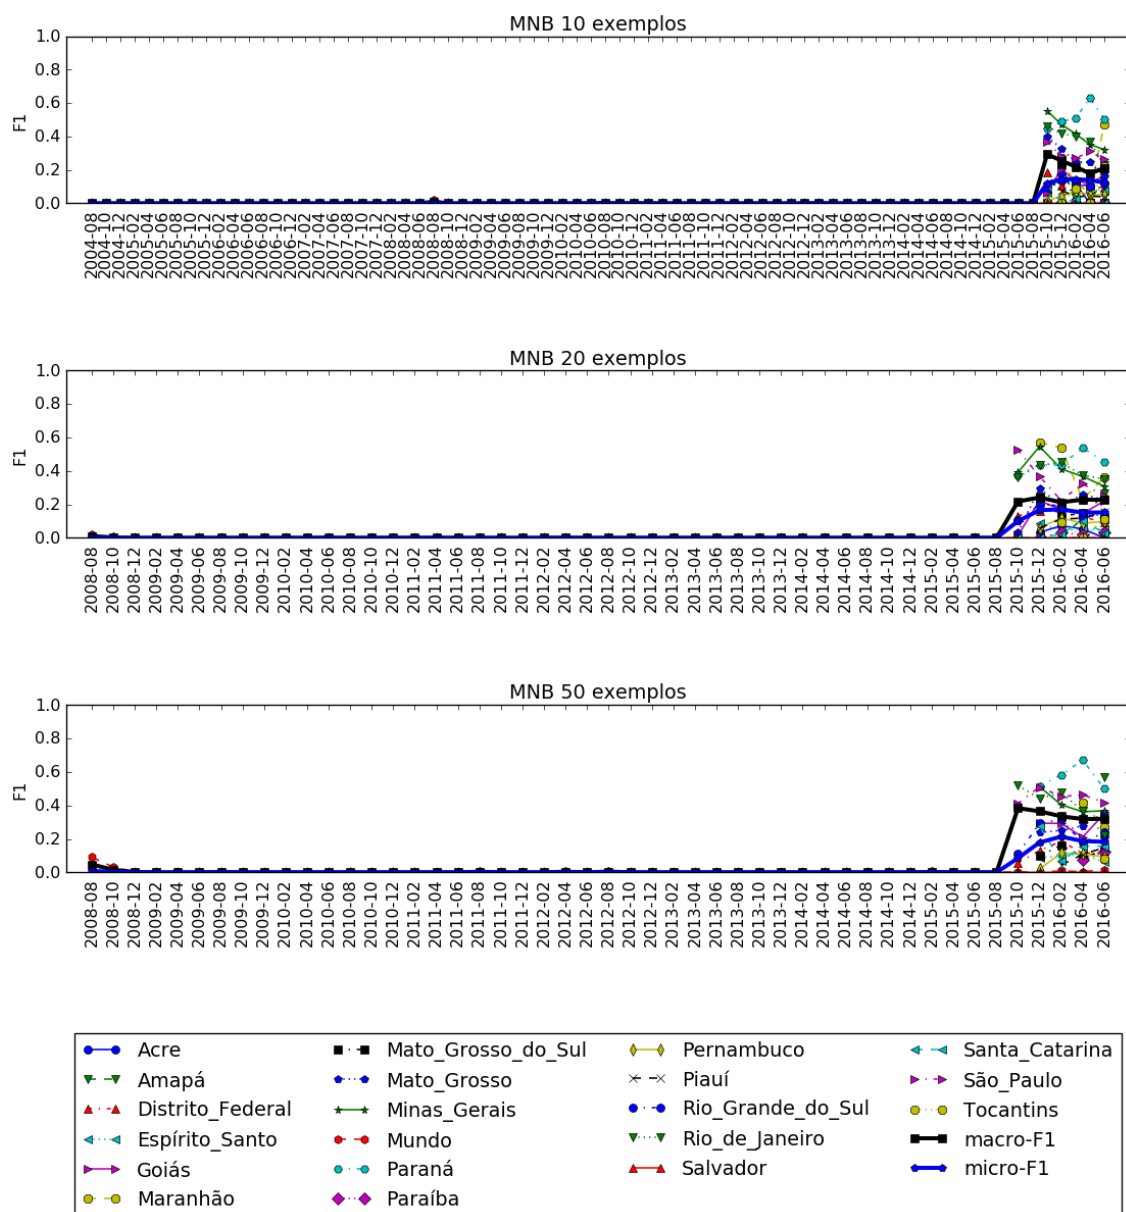 MNB 10 exemplos
1.0
0.8
0.6
0.4
0.2
0.0
F1
2004-08 2004-10 2004-12 2005-02 2005-04 2005-06 2005-08 2005-10 2005-12 2006-02 2006-04 2006-06 2006-08 2006-10 2006-12 2007-02 2007-04 2007-06 2007-08 2007-10 2007-12 2008-02 2008-04 2008-06 2008-08 2008-10 2008-12 2009-02 2009-04 2009-06 2009-08 2009-10 2009-12 2010-02 2010-04 2010-06 2010-08 2010-10 2010-12 2011-02 2011-04 2011-06 2011-08 2011-10 2011-12 2012-02 2012-04 2012-06 2012-08 2012-10 2012-12 2013-02 2013-04 2013-06 2013-08 2013-10 2013-12 2014-02 2014-04 2014-06 2014-08 2014-10 2014-12 2015-02 2015-04 2015-06 2015-08 2015-10 2015-12 2016-02 2016-04 2016-06
MNB 20 exemplos
1.0
0.8
0.6
0.4
0.2
0.0
F1
2008-08 2008-10 2008-12 2009-02 2009-04 2009-06 2009-08 2009-10 2009-12 2010-02 2010-04 2010-06 2010-08 2010-10 2010-12 2011-02 2011-04 2011-06 2011-08 2011-10 2011-12 2012-02 2012-04 2012-06 2012-08 2012-10 2012-12 2013-02 2013-04 2013-06 2013-08 2013-10 2013-12 2014-02 2014-04 2014-06 2014-08 2014-10 2014-12 2015-02 2015-04 2015-06 2015-08 2015-10 2015-12 2016-02 2016-04 2016-06
MNB 50 exemplos
1.0
0.8
0.6
0.4
0.2
0.0
F1
2008-08 2008-10 2008-12 2009-02 2009-04 2009-06 2009-08 2009-10 2009-12 2010-02 2010-04 2010-06 2010-08 2010-10 2010-12 2011-02 2011-04 2011-06 2011-08 2011-10 2011-12 2012-02 2012-04 2012-06 2012-08 2012-10 2012-12 2013-02 2013-04 2013-06 2013-08 2013-10 2013-12 2014-02 2014-04 2014-06 2014-08 2014-10 2014-12 2015-02 2015-04 2015-06 2015-08 2015-10 2015-12 2016-02 2016-04 2016-06
Acre
Amapá
Distrito_Federal
Espírito_Santo
Goiás
Maranhão
Mato_Grosso_do_Sul
Mato_Grosso
Minas_Gerais
Mundo
Paraná
Paraíba
Pernambuco
Piauí
Rio_Grande_do_Sul
Rio_de_Janeiro
Salvador
Santa_Catarina
São_Paulo
Tocantins
macro-F1
micro-F1